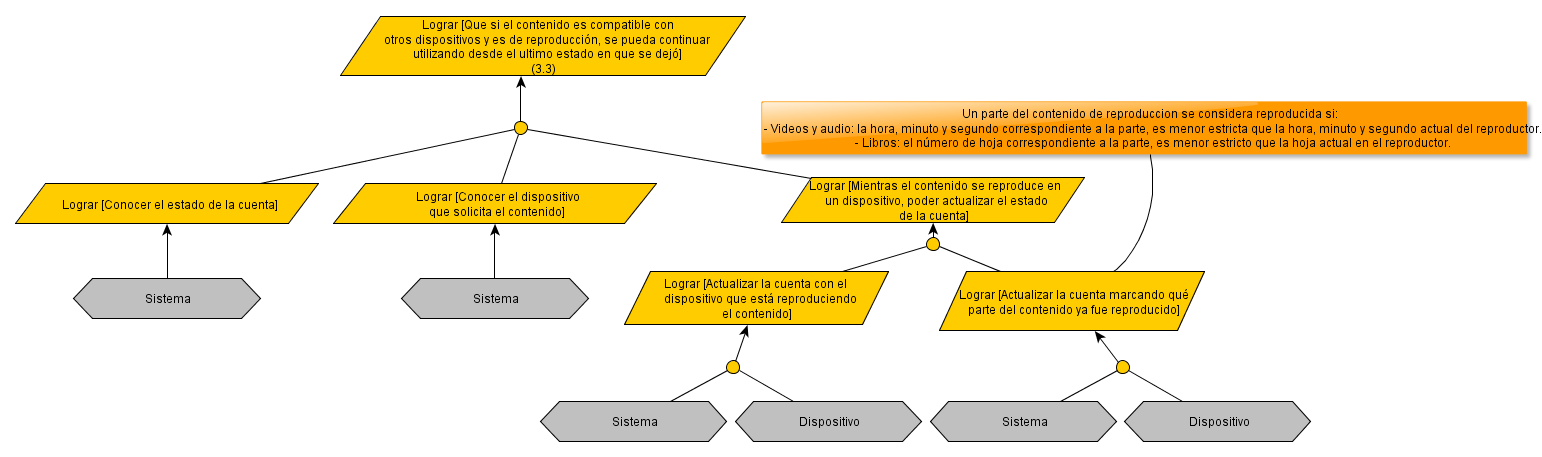 Lograr [Que si el contenido es compatible con
otros dispositivos y es de reproducción, se pueda continuar
utilizando desde el ultimo estado en que se dejó]
(3.3)
Un parte del contenido de reproduccion se considera reproducida si:
- Videos y audio: la hora, minuto y segundo correspondiente a la parte, es menor estricta que la hora, minuto y segundo actual del reproductor.
- Libros: el número de hoja correspondiente a la parte, es menor estricto que la hoja actual en el reproductor.
Lograr [Conocer el estado de la cuenta]
Lograr [Conocer el dispositivo
que solicita el contenido]
Lograr [Mientras el contenido se reproduce en
un dispositivo, poder actualizar el estado
de la cuenta]
Sistema
Sistema
Lograr [Actualizar la cuenta con el
dispositivo que está reproduciendo
el contenido]
Lograr [Actualizar la cuenta marcando qué
parte del contenido ya fue reproducido]
Sistema
Dispositivo
Sistema
Dispositivo